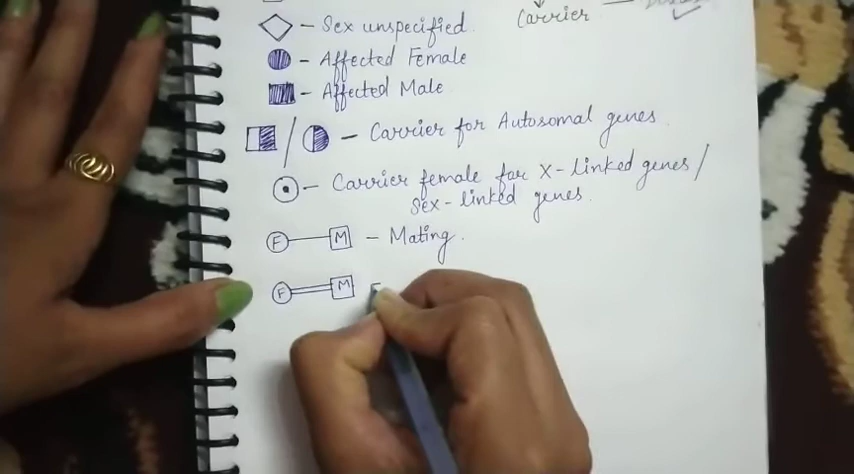 Carrier —
— Sex unspecified.
— Affected Female
— Affected Male
/ — Carrier for Autosomal genes.
— Carrier female for X-linked genes/
sex-linked genes.
F M — Mating.
F M